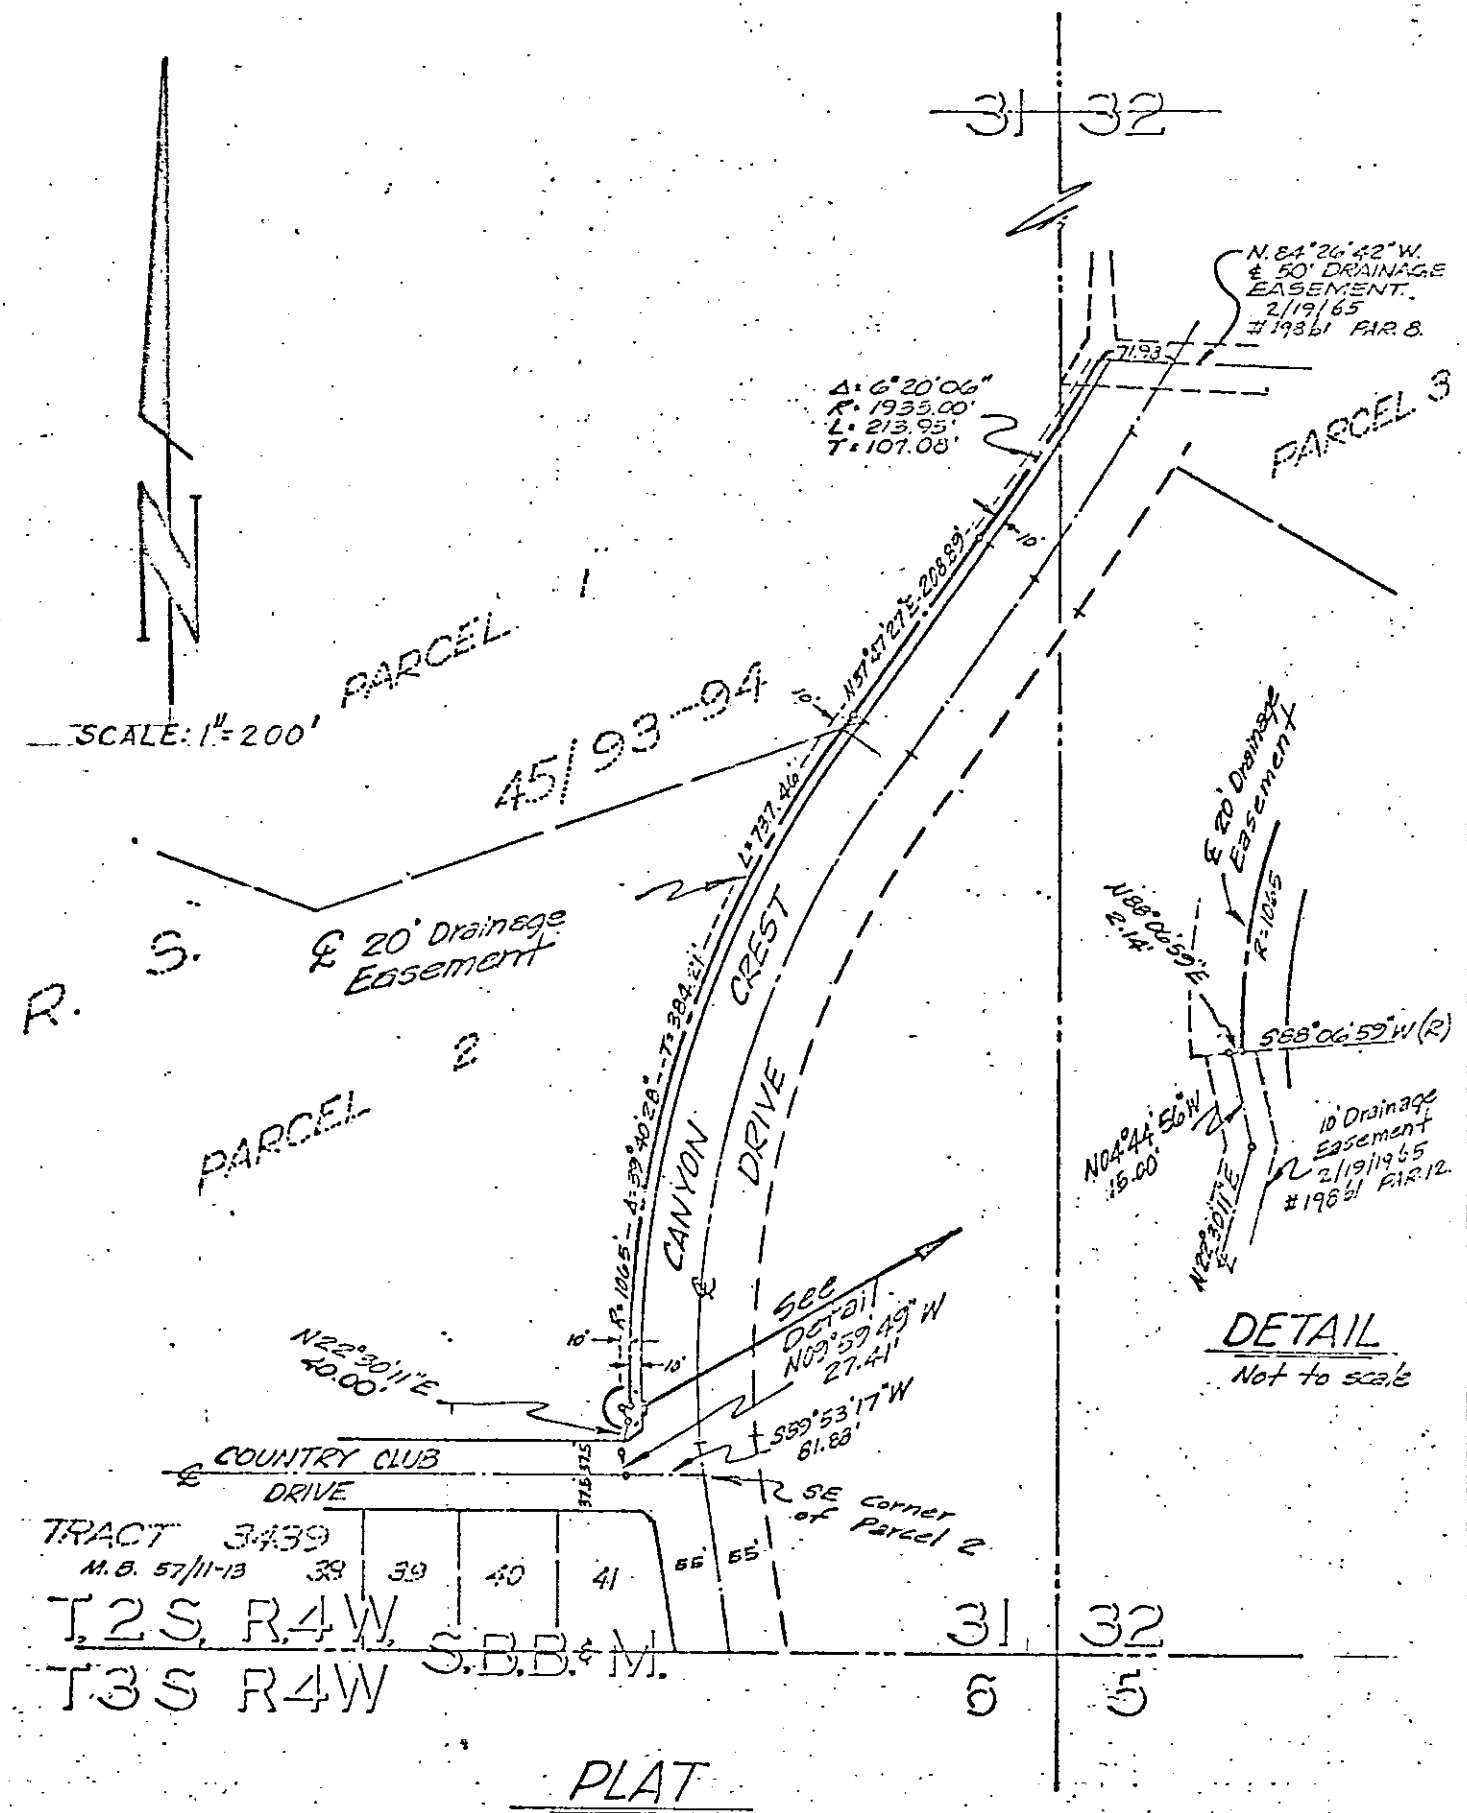 31 32
N. 84°26'42" W.
℄ 50' DRAINAGE
EASEMENT.
2/19/65
#19861 PAR. 8.
71.93
Δ= 6°20'06"
R= 1935.00'
L= 213.95'
T= 107.08'
PARCEL 3
10'
N37°47'27"E-208.89'
10'
N
SCALE: 1"=200'
PARCEL 1
45/93-94
L=737.46'
T=384.21'
Δ=39°40'28"
R=1065'
℄ 20' Drainage
Easement
R. S.
PARCEL 2
CANYON CREST
DRIVE
℄
10'
10'
See
Detail
N09°59'49" W
27.41'
S89°53'17"W
81.83'
N22°30'11"E
40.00'
COUNTRY CLUB
℄
DRIVE
37.5 37.5
SE Corner
of Parcel 2
TRACT 3439
M.B. 57/11-13
38 39 40 41
55' 55'
T.2S. R.4W. S.B.B.& M.
T3S R4W
31 32
6 5
℄ 20' Drainage
Easement
R=1065
N88°06'59"E
2.14'
S88°06'59"W (R)
N04°44'56"W
15.00'
10' Drainage
Easement
2/19/1965
#19861 PAR. 12.
N22°30'11"E
℄
DETAIL
Not to scale
PLAT